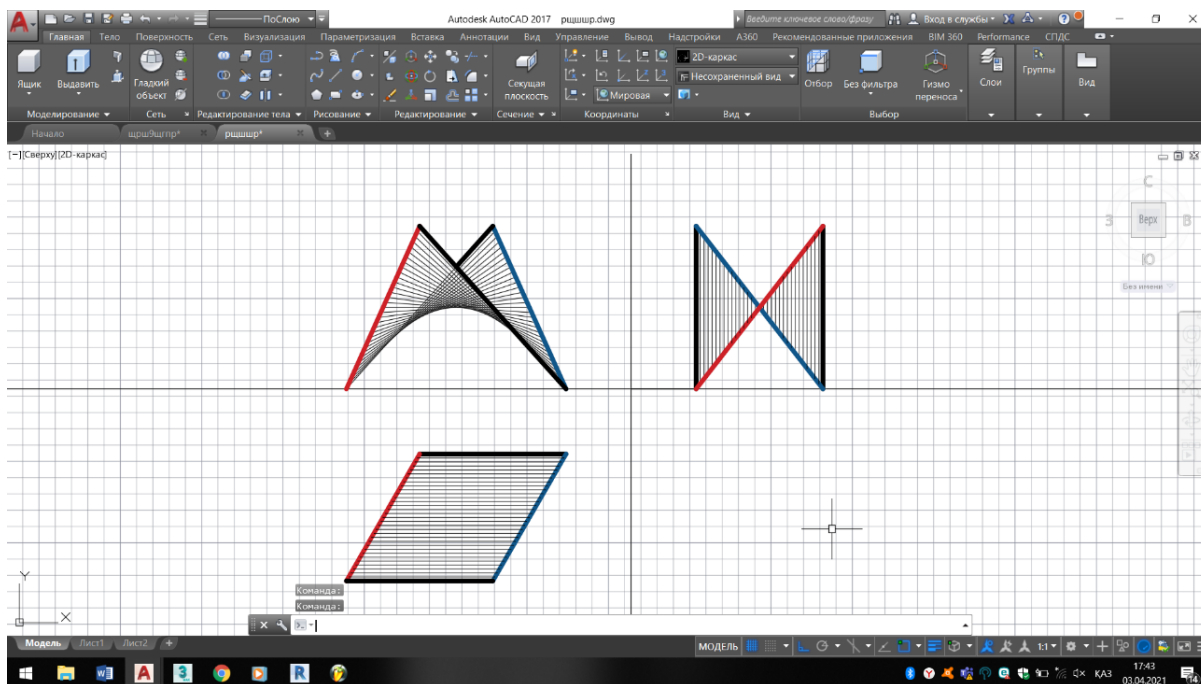 ПоСлою
Autodesk AutoCAD 2017 рщшшр.dwg
Введите ключевое слово/фразу
Вход в службы
Главная Тело Поверхность Сеть Визуализация Параметризация Вставка Аннотации Вид Управление Вывод Надстройки A360 Рекомендованные приложения BIM 360 Performance СПДС
Ящик
Выдавить
Гладкий
объект
Секущая
плоскость
2D-каркас
Несохраненный вид
Мировая
Отбор
Без фильтра
Гизмо
переноса
Слои
Группы
Вид
Моделирование Сеть Редактирование тела Рисование Редактирование Сечение Координаты Вид Выбор
Начало щрш9щгпр* рщшшр*
[−][Сверху][2D-каркас]
С
З Верх В
Ю
Без имени
Y
X
Команда:
Команда:
Модель Лист1 Лист2 +
МОДЕЛЬ
1:1
ҚАЗ
17:43
03.04.2021
14